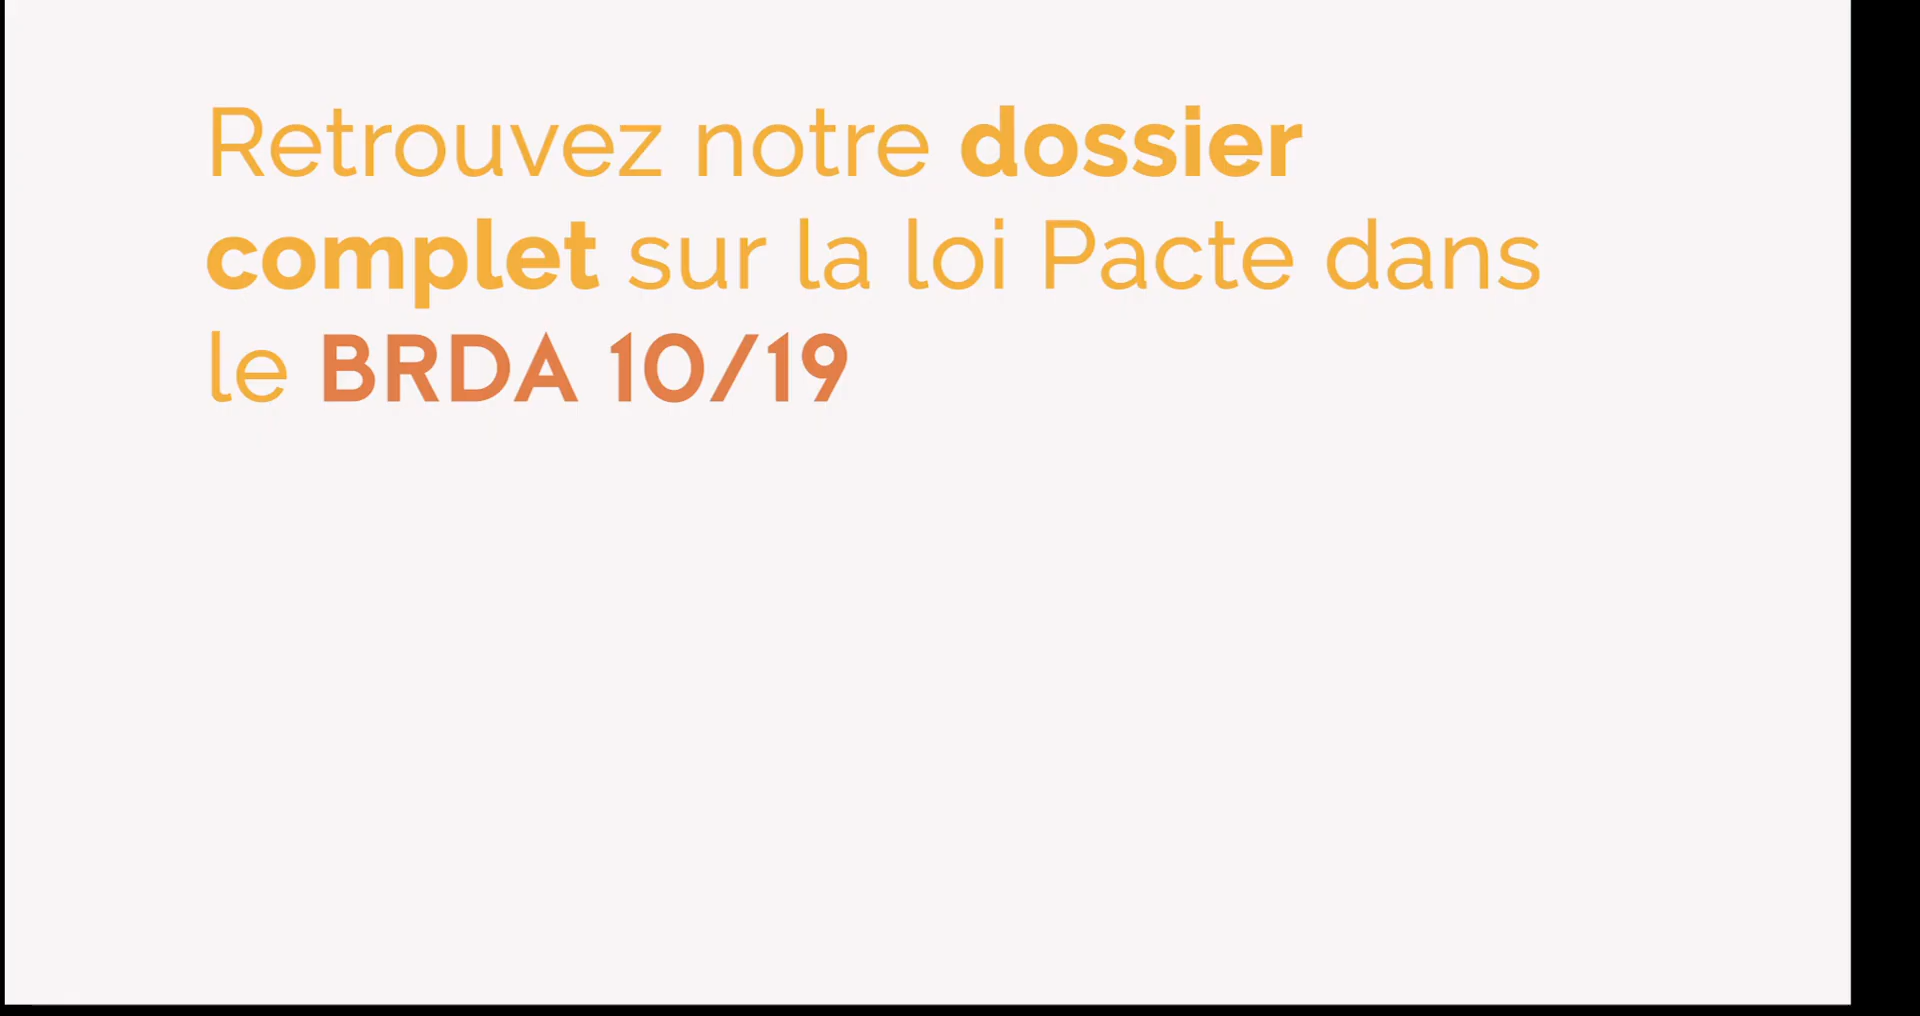 Retrouvez notre dossier
complet sur la loi Pacte dans
le BRDA 10/19